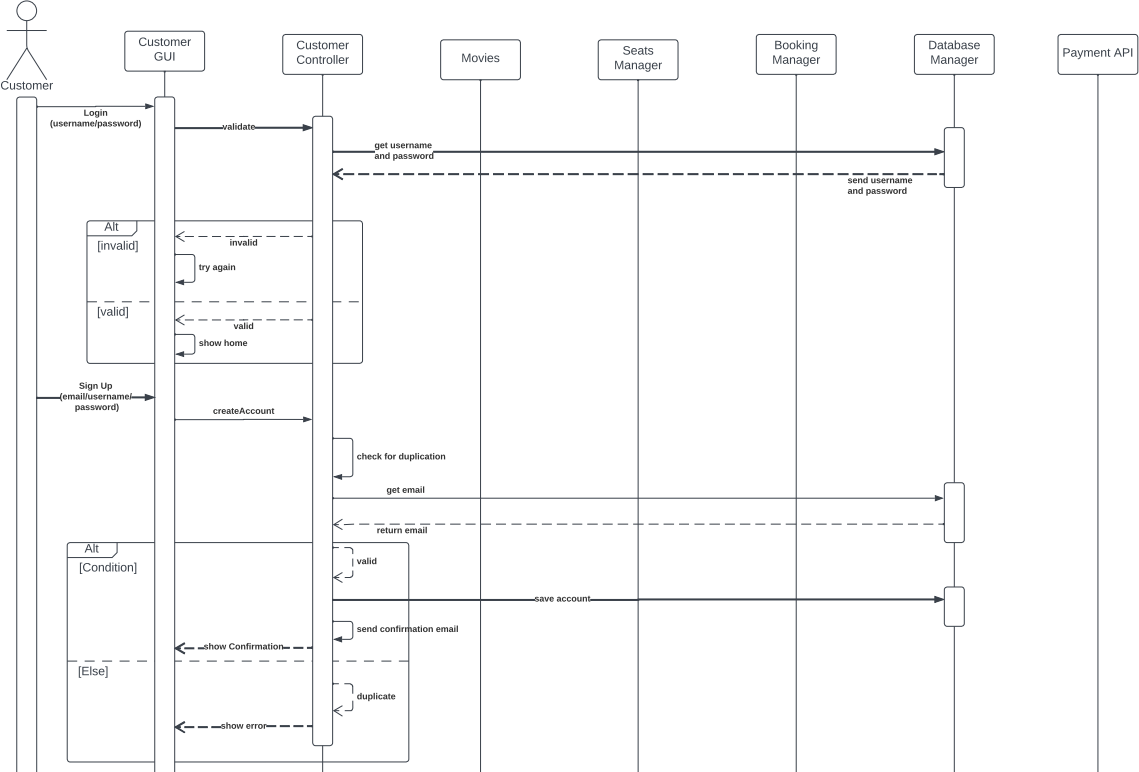 Customer
Customer
GUI
Customer
Controller
Movies
Seats
Manager
Booking
Manager
Database
Manager
Payment API
Login
(username/password)
validate
get username
and password
send username
and password
Alt
[invalid]
invalid
try again
[valid]
valid
show home
Sign Up
(email/username/
password)
createAccount
check for duplication
get email
return email
Alt
[Condition]
valid
save account
send confirmation email
show Confirmation
[Else]
duplicate
show error